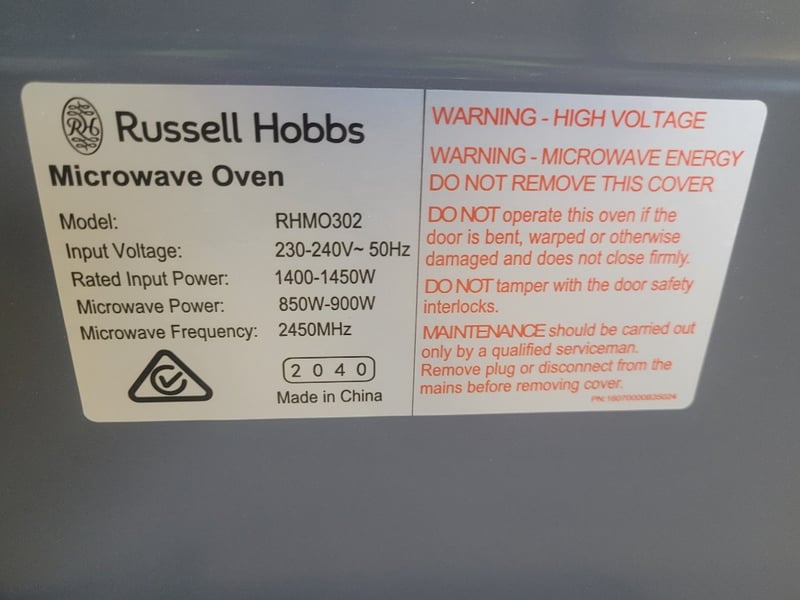 RH Russell Hobbs
Microwave Oven
Model: RHMO302
Input Voltage: 230-240V~ 50Hz
Rated Input Power: 1400-1450W
Microwave Power: 850W-900W
Microwave Frequency: 2450MHz
2040
Made in China
WARNING - HIGH VOLTAGE
WARNING - MICROWAVE ENERGY
DO NOT REMOVE THIS COVER
DO NOT operate this oven if the
door is bent, warped or otherwise
damaged and does not close firmly.
DO NOT tamper with the door safety
interlocks.
MAINTENANCE should be carried out
only by a qualified serviceman.
Remove plug or disconnect from the
mains before removing cover.
PN:16070000B35024